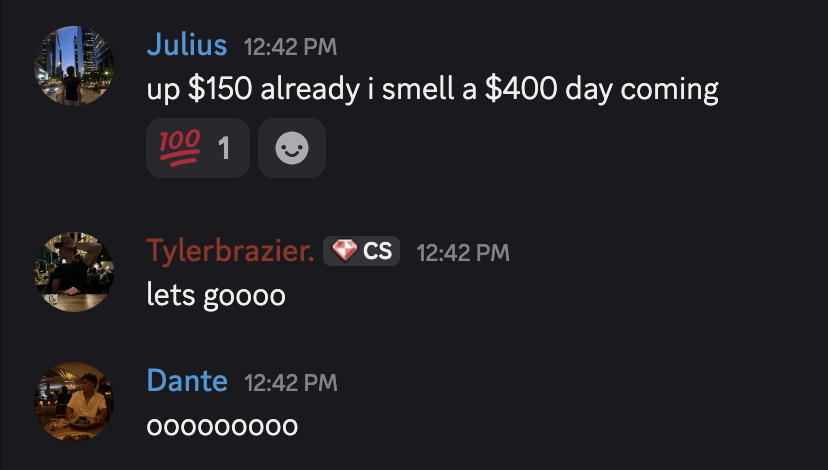 Julius 12:42 PM
up $150 already i smell a $400 day coming
💯 1
Tylerbrazier. CS 12:42 PM
lets goooo
Dante 12:42 PM
ooooooooo